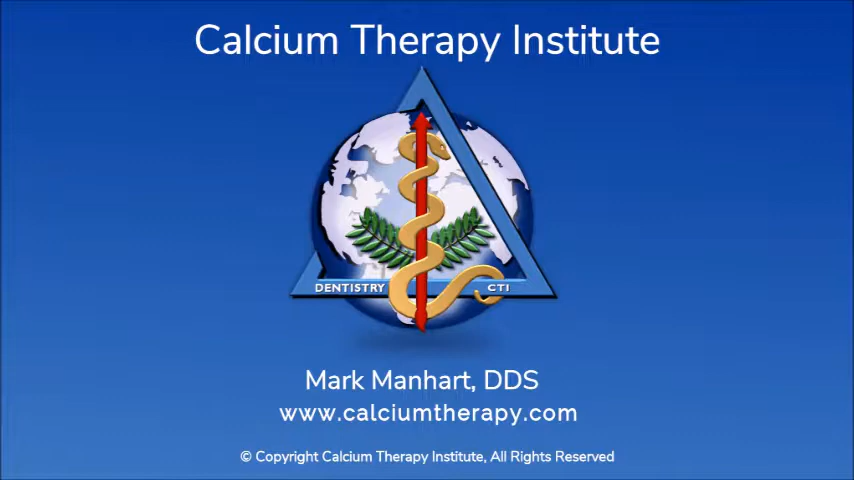 Calcium Therapy Institute
DENTISTRY CTI
Mark Manhart, DDS
www.calciumtherapy.com
© Copyright Calcium Therapy Institute, All Rights Reserved